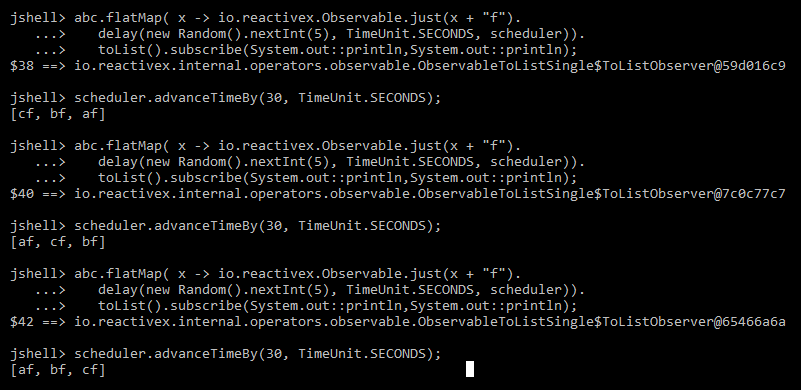 jshell> abc.flatMap( x -> io.reactivex.Observable.just(x + "f").
   ...>    delay(new Random().nextInt(5), TimeUnit.SECONDS, scheduler)).
   ...>    toList().subscribe(System.out::println,System.out::println);
$38 ==> io.reactivex.internal.operators.observable.ObservableToListSingle$ToListObserver@59d016c9
jshell> scheduler.advanceTimeBy(30, TimeUnit.SECONDS);
[cf, bf, af]
jshell> abc.flatMap( x -> io.reactivex.Observable.just(x + "f").
   ...>    delay(new Random().nextInt(5), TimeUnit.SECONDS, scheduler)).
   ...>    toList().subscribe(System.out::println,System.out::println);
$40 ==> io.reactivex.internal.operators.observable.ObservableToListSingle$ToListObserver@7c0c77c7
jshell> scheduler.advanceTimeBy(30, TimeUnit.SECONDS);
[af, cf, bf]
jshell> abc.flatMap( x -> io.reactivex.Observable.just(x + "f").
   ...>    delay(new Random().nextInt(5), TimeUnit.SECONDS, scheduler)).
   ...>    toList().subscribe(System.out::println,System.out::println);
$42 ==> io.reactivex.internal.operators.observable.ObservableToListSingle$ToListObserver@65466a6a
jshell> scheduler.advanceTimeBy(30, TimeUnit.SECONDS);
[af, bf, cf]